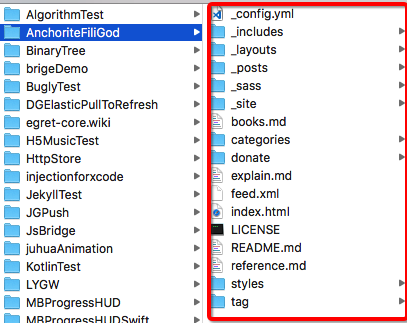 AlgorithmTest
AnchoriteFiliGod
BinaryTree
brigeDemo
BuglyTest
DGElasticPullToRefresh
egret-core.wiki
H5MusicTest
HttpStore
injectionforxcode
JekyllTest
JGPush
JsBridge
juhuaAnimation
KotlinTest
LYGW
MBProgressHUD
MBProgressHUDSwift
_config.yml
_includes
_layouts
_posts
_sass
_site
books.md
categories
donate
explain.md
feed.xml
index.html
LICENSE
README.md
reference.md
styles
tag